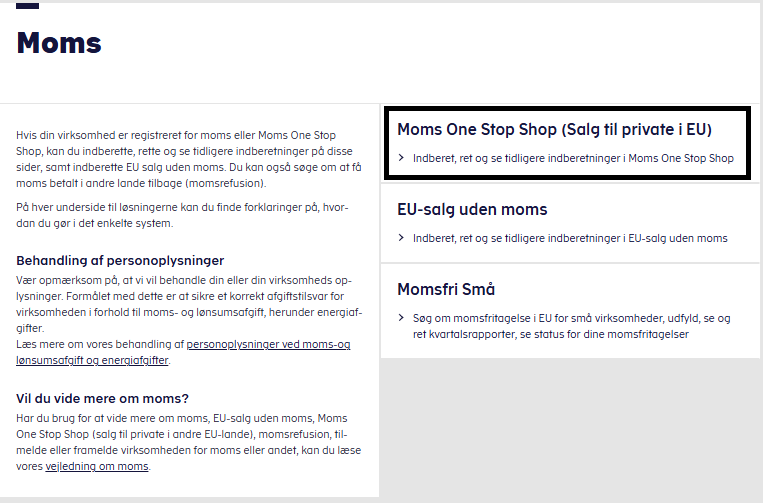 Moms
Hvis din virksomhed er registreret for moms eller Moms One Stop
Shop, kan du indberette, rette og se tidligere indberetninger på disse
sider, samt indberette EU salg uden moms. Du kan også søge om at få
moms betalt i andre lande tilbage (momsrefusion).
På hver underside til løsningerne kan du finde forklaringer på, hvor-
dan du gør i det enkelte system.
Behandling af personoplysninger
Vær opmærksom på, at vi vil behandle din eller din virksomheds op-
lysninger. Formålet med dette er at sikre et korrekt afgiftstilsvar for
virksomheden i forhold til moms- og lønsumsafgift, herunder energiaf-
gifter.
Læs mere om vores behandling af personoplysninger ved moms-og
lønsumsafgift og energiafgifter.
Vil du vide mere om moms?
Har du brug for at vide mere om moms, EU-salg uden moms, Moms
One Stop Shop (salg til private i andre EU-lande), momsrefusion, til-
melde eller framelde virksomheden for moms eller andet, kan du læse
vores vejledning om moms.
Moms One Stop Shop (Salg til private i EU)
Indberet, ret og se tidligere indberetninger i Moms One Stop Shop
EU-salg uden moms
Indberet, ret og se tidligere indberetninger i EU-salg uden moms
Momsfri Små
Søg om momsfritagelse i EU for små virksomheder, udfyld, se og
ret kvartalsrapporter, se status for dine momsfritagelser